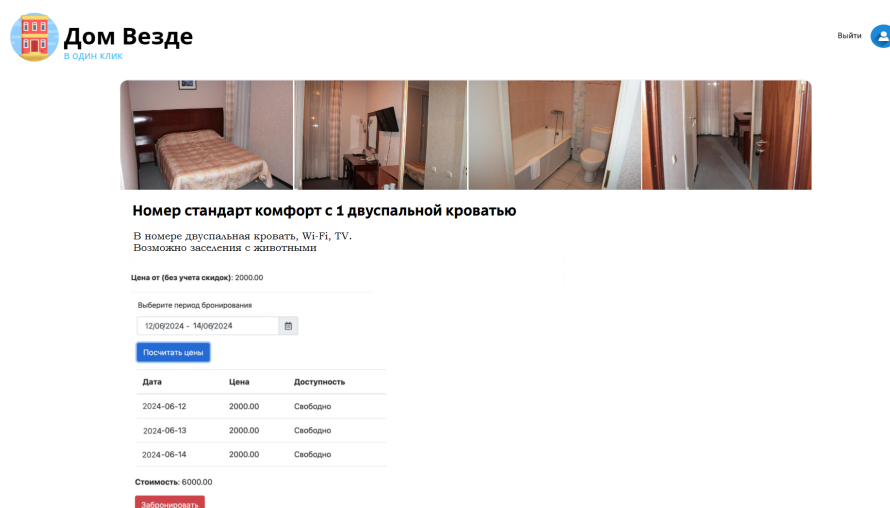 Дом Везде
в один клик
Выйти
Номер стандарт комфорт с 1 двуспальной кроватью
В номере двуспальная кровать, Wi-Fi, TV.
Возможно заселения с животными
Цена от (без учета скидок): 2000.00
Выберите период бронирования
12/06/2024 - 14/06/2024
Посчитать цены
Дата Цена Доступность
2024-06-12 2000.00 Свободно
2024-06-13 2000.00 Свободно
2024-06-14 2000.00 Свободно
Стоимость: 6000.00
Забронировать